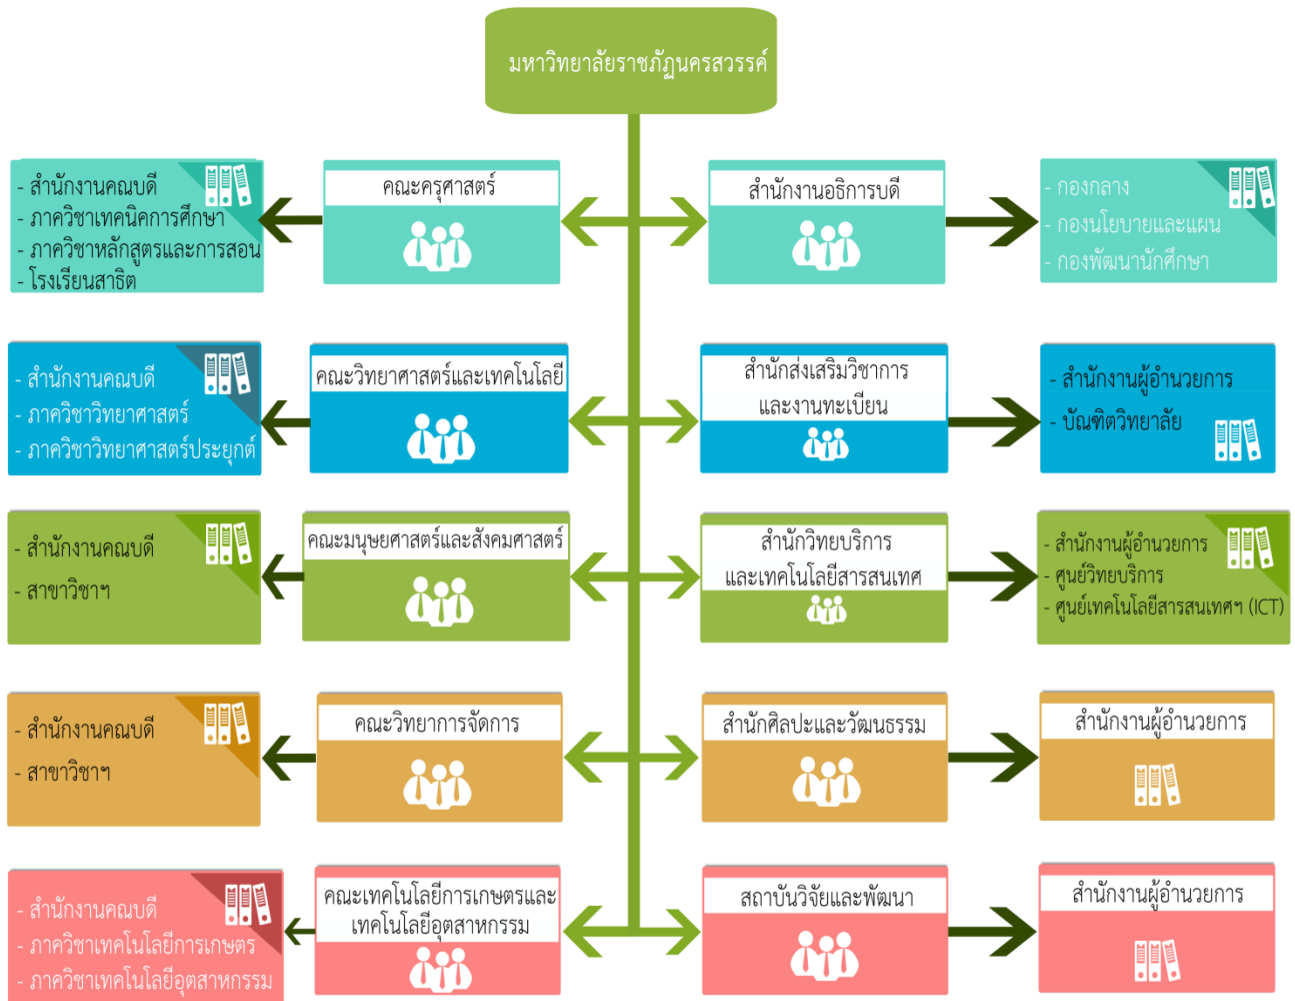 มหาวิทยาลัยราชภัฏนครสวรรค์
- สำนักงานคณบดี
- ภาควิชาเทคนิคการศึกษา
- ภาควิชาหลักสูตรและการสอน
- โรงเรียนสาธิต
คณะครุศาสตร์
สำนักงานอธิการบดี
- กองกลาง
- กองนโยบายและแผน
- กองพัฒนานักศึกษา
- สำนักงานคณบดี
- ภาควิชาวิทยาศาสตร์
- ภาควิชาวิทยาศาสตร์ประยุกต์
คณะวิทยาศาสตร์และเทคโนโลยี
สำนักส่งเสริมวิชาการ
และงานทะเบียน
- สำนักงานผู้อำนวยการ
- บัณฑิตวิทยาลัย
- สำนักงานคณบดี
- สาขาวิชาฯ
คณะมนุษยศาสตร์และสังคมศาสตร์
สำนักวิทยบริการ
และเทคโนโลยีสารสนเทศ
- สำนักงานผู้อำนวยการ
- ศูนย์วิทยบริการ
- ศูนย์เทคโนโลยีสารสนเทศฯ (ICT)
- สำนักงานคณบดี
- สาขาวิชาฯ
คณะวิทยาการจัดการ
สำนักศิลปะและวัฒนธรรม
สำนักงานผู้อำนวยการ
- สำนักงานคณบดี
- ภาควิชาเทคโนโลยีการเกษตร
- ภาควิชาเทคโนโลยีอุตสาหกรรม
คณะเทคโนโลยีการเกษตรและ
เทคโนโลยีอุตสาหกรรม
สถาบันวิจัยและพัฒนา
สำนักงานผู้อำนวยการ